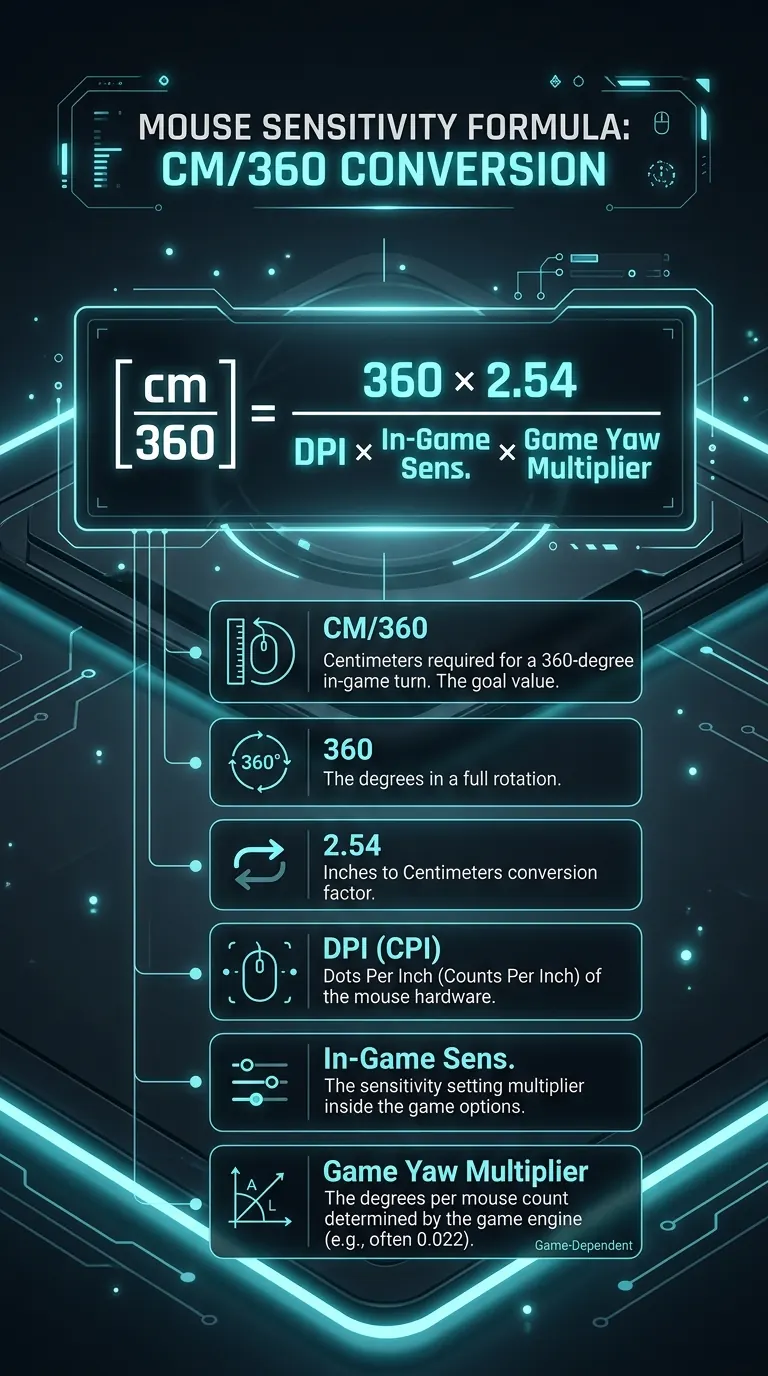 MOUSE SENSITIVITY FORMULA:
CM/360 CONVERSION
[cm/360] = 360 × 2.54
DPI × In-Game Sens. × Game Yaw Multiplier
CM/360
Centimeters required for a 360-degree
in-game turn. The goal value.
360°
360
The degrees in a full rotation.
2.54
Inches to Centimeters conversion
factor.
DPI (CPI)
Dots Per Inch (Counts Per Inch) of
the mouse hardware.
In-Game Sens.
The sensitivity setting multiplier
inside the game options.
A
L
Game Yaw Multiplier
The degrees per mouse count
determined by the game engine
(e.g., often 0.022).
Game-Dependent